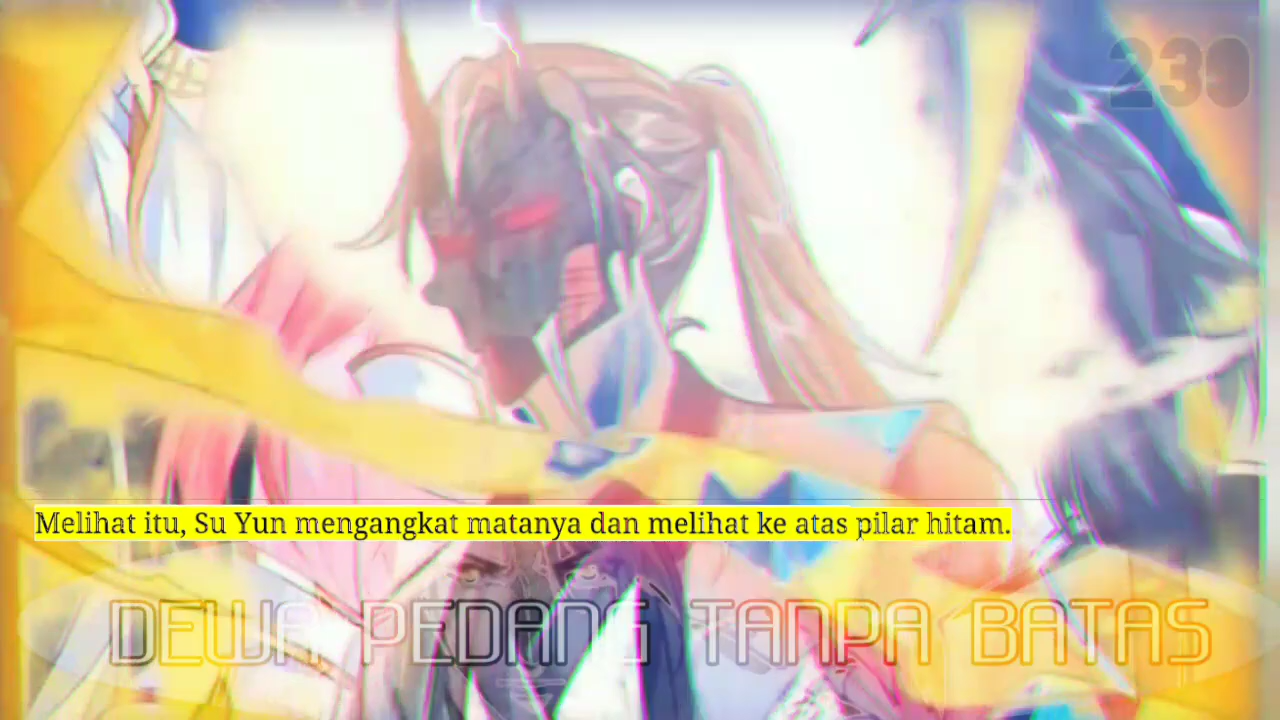 239
Melihat itu, Su Yun mengangkat matanya dan melihat ke atas pilar hitam.
DEWA PEDANG TANPA BATAS